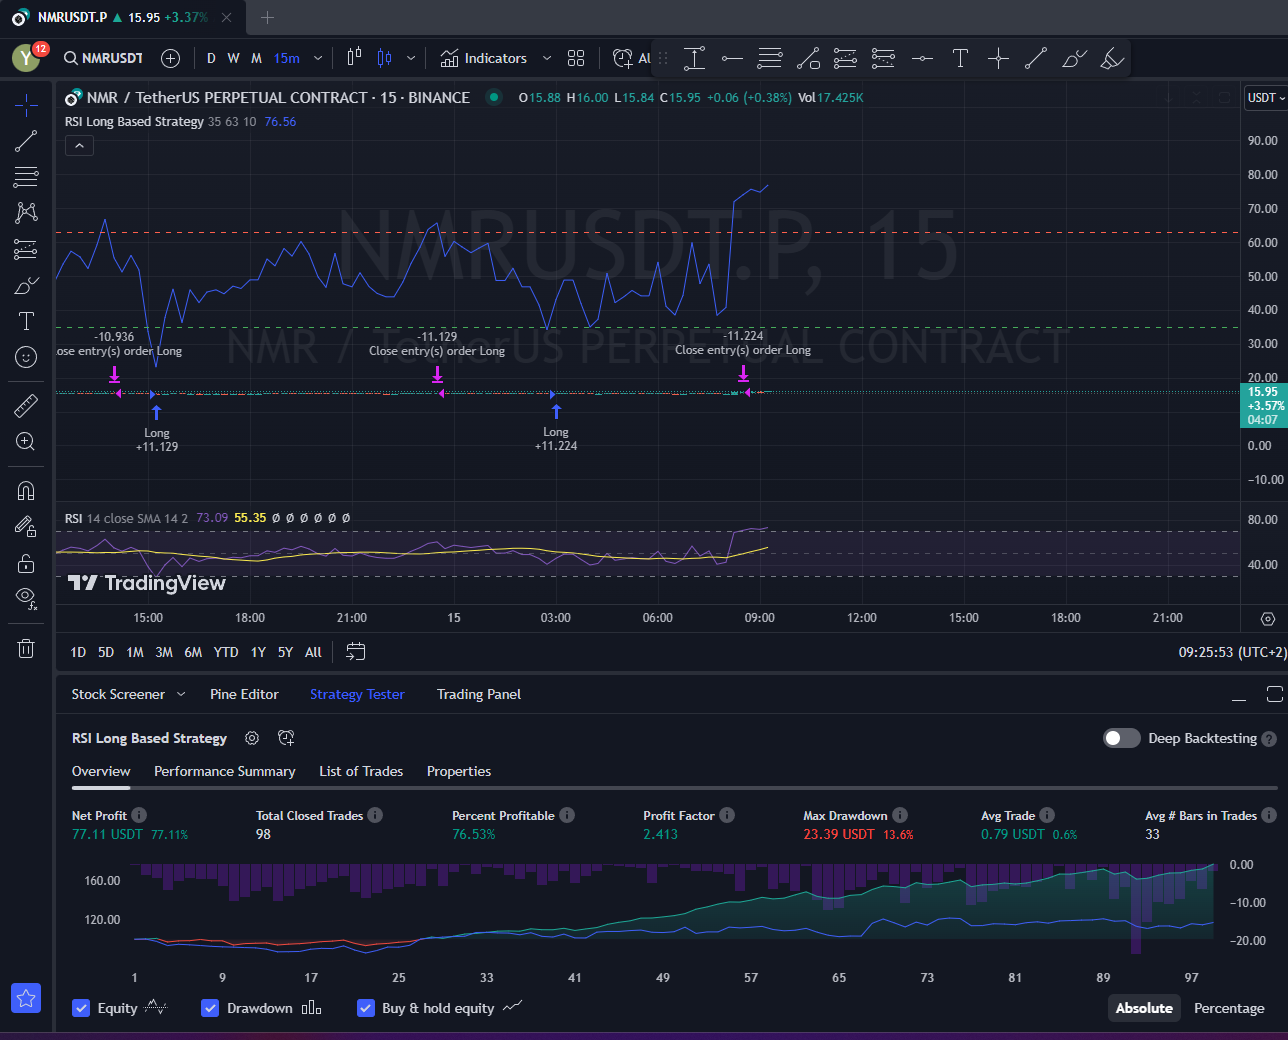 NMRUSDT.P ▲ 15.95 +3.37%
Y 12 NMRUSDT D W M 15m Indicators Al T
NMR / TetherUS PERPETUAL CONTRACT · 15 · BINANCE O15.88 H16.00 L15.84 C15.95 +0.06 (+0.38%) Vol17.425K USDT
RSI Long Based Strategy 35 63 10 76.56
90.00
80.00
70.00
60.00
50.00
40.00
30.00
20.00
15.95
+3.57%
04:07
0.00
−10.00
NMRUSDT.P, 15
NMR / TetherUS PERPETUAL CONTRACT
-10.936
ose entry(s) order Long
-11.129
Close entry(s) order Long
-11.224
Close entry(s) order Long
Long
+11.129
Long
+11.224
RSI 14 close SMA 14 2 73.09 55.35 Ø Ø Ø Ø Ø Ø
80.00
40.00
TradingView
15:00 18:00 21:00 15 03:00 06:00 09:00 12:00 15:00 18:00 21:00
1D 5D 1M 3M 6M YTD 1Y 5Y All 09:25:53 (UTC+2)
Stock Screener Pine Editor Strategy Tester Trading Panel
RSI Long Based Strategy Deep Backtesting ?
Overview Performance Summary List of Trades Properties
Net Profit Total Closed Trades Percent Profitable Profit Factor Max Drawdown Avg Trade Avg # Bars in Trades
77.11 USDT 77.11% 98 76.53% 2.413 23.39 USDT 13.6% 0.79 USDT 0.6% 33
160.00
120.00
0.00
−10.00
−20.00
1 9 17 25 33 41 49 57 65 73 81 89 97
Equity Drawdown Buy & hold equity Absolute Percentage